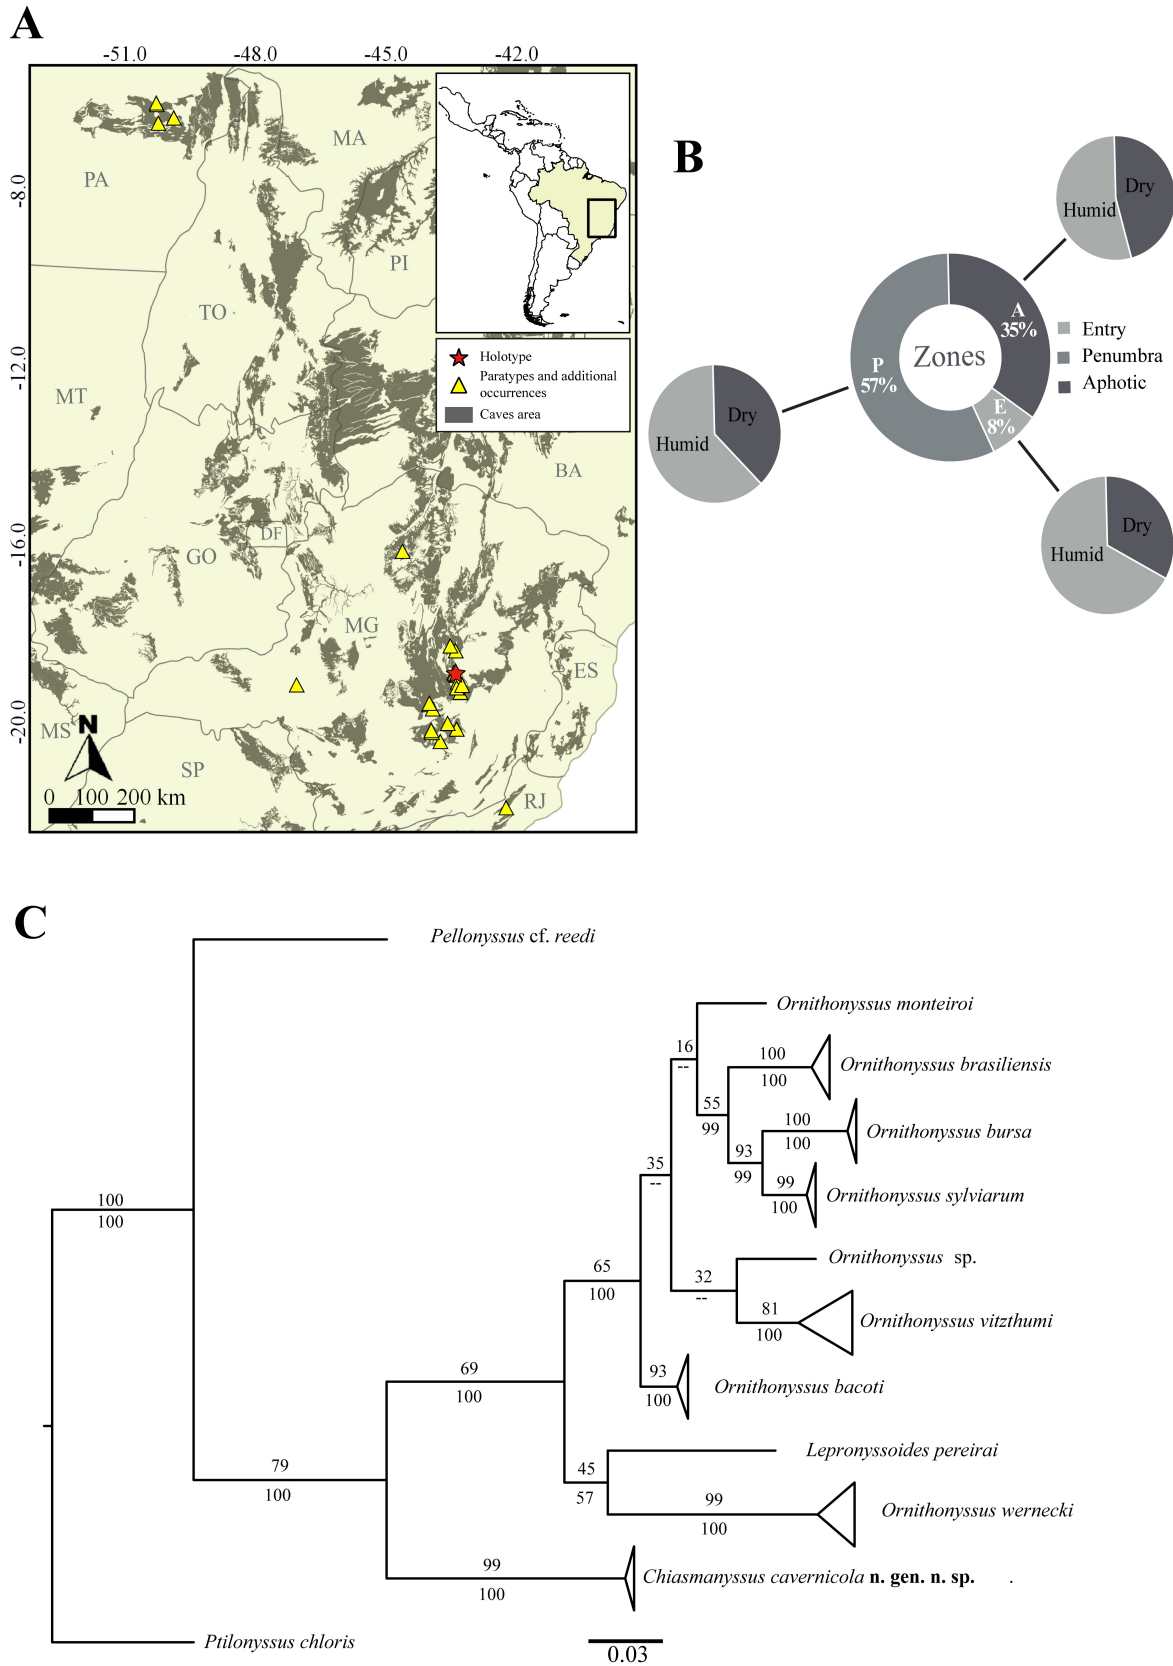 A
-51.0 -48.0 -45.0 -42.0
-8.0
-12.0
-16.0
-20.0
PA
MA
PI
TO
MT
BA
DF
GO
MG
ES
MS
SP
RJ
N
0 100 200 km
Holotype
Paratypes and additional
occurrences
Caves area
B
Humid
Dry
A
35%
P
57%
E
8%
Zones
Entry
Penumbra
Aphotic
Humid
Dry
Humid
Dry
C
Pellonyssus cf. reedi
Ornithonyssus monteiroi
16
--
100
100
Ornithonyssus brasiliensis
55
99
100
100
Ornithonyssus bursa
93
99
99
100
Ornithonyssus sylviarum
35
--
100
100
Ornithonyssus sp.
32
--
65
100
81
100
Ornithonyssus vitzthumi
93
100
Ornithonyssus bacoti
69
100
Lepronyssoides pereirai
45
57
79
100
99
100
Ornithonyssus wernecki
99
100
Chiasmanyssus cavernicola n. gen. n. sp. .
Ptilonyssus chloris
0.03